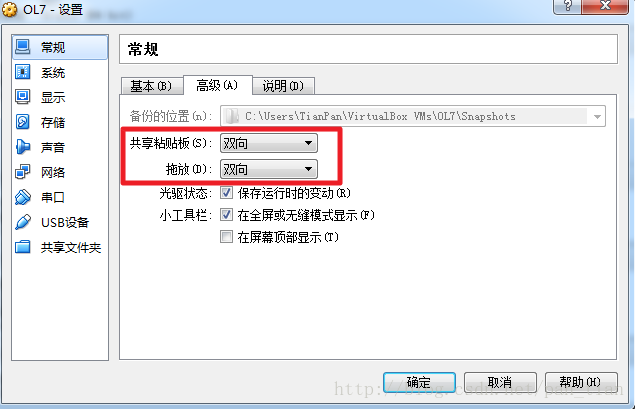 OL7 - 设置
常规
系统
显示
存储
声音
网络
串口
USB设备
共享文件夹
常规
基本(B) 高级(A) 说明(D)
备份的位置(n): C:\Users\TianPan\VirtualBox VMs\OL7\Snapshots
共享粘贴板(S): 双向
拖放(D): 双向
光驱状态: 保存运行时的变动(R)
小工具栏: 在全屏或无缝模式显示(F)
在屏幕顶部显示(T)
确定 取消 帮助(H)